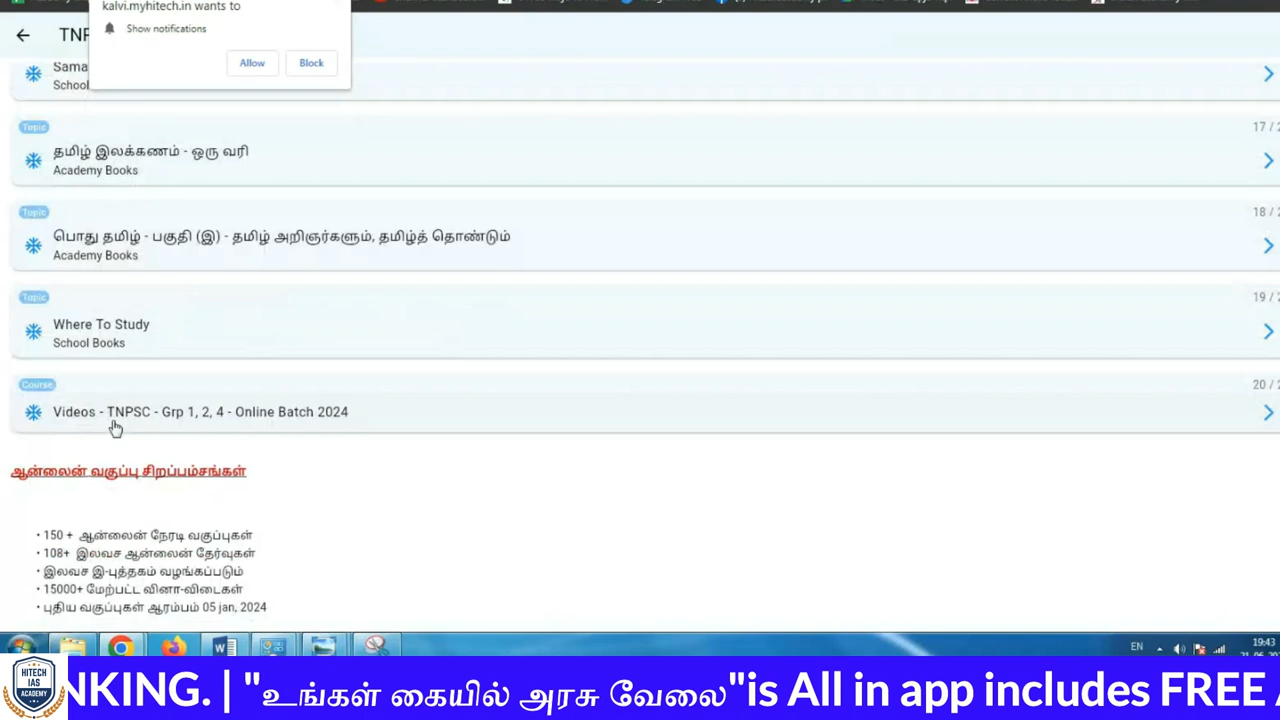 kalvi.myhitech.in wants to
Show notifications
Allow
Block
TNP
Sama
School
Topic
17 / 2
தமிழ் இலக்கணம் - ஒரு வரி
Academy Books
Topic
18 / 2
பொது தமிழ் - பகுதி (இ) - தமிழ் அறிஞர்களும், தமிழ்த் தொண்டும்
Academy Books
Topic
19 / 2
Where To Study
School Books
Course
20 / 2
Videos - TNPSC - Grp 1, 2, 4 - Online Batch 2024
ஆன்லைன் வகுப்பு சிறப்பம்சங்கள்
• 150 + ஆன்லைன் நேரடி வகுப்புகள்
• 108+ இலவச ஆன்லைன் தேர்வுகள்
• இலவச இ-புத்தகம் வழங்கப்படும்
• 15000+ மேற்பட்ட வினா-விடைகள்
• புதிய வகுப்புகள் ஆரம்பம் 05 jan, 2024
EN
19:43
HITECH
IAS
ACADEMY
NKING. | "உங்கள் கையில் அரசு வேலை"is All in app includes FREE